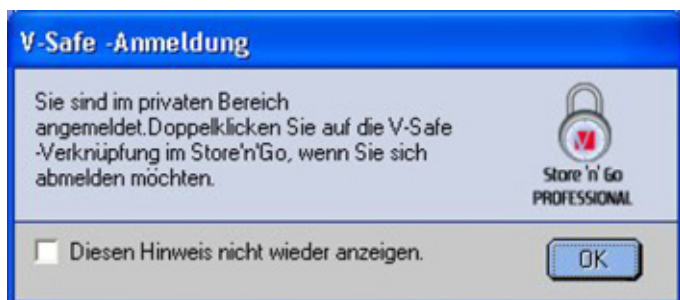 V-Safe -Anmeldung
Sie sind im privaten Bereich
angemeldet.Doppelklicken Sie auf die V-Safe
-Verknüpfung im Store'n'Go, wenn Sie sich
abmelden möchten.
V
Store 'n' Go
PROFESSIONAL
Diesen Hinweis nicht wieder anzeigen.
OK